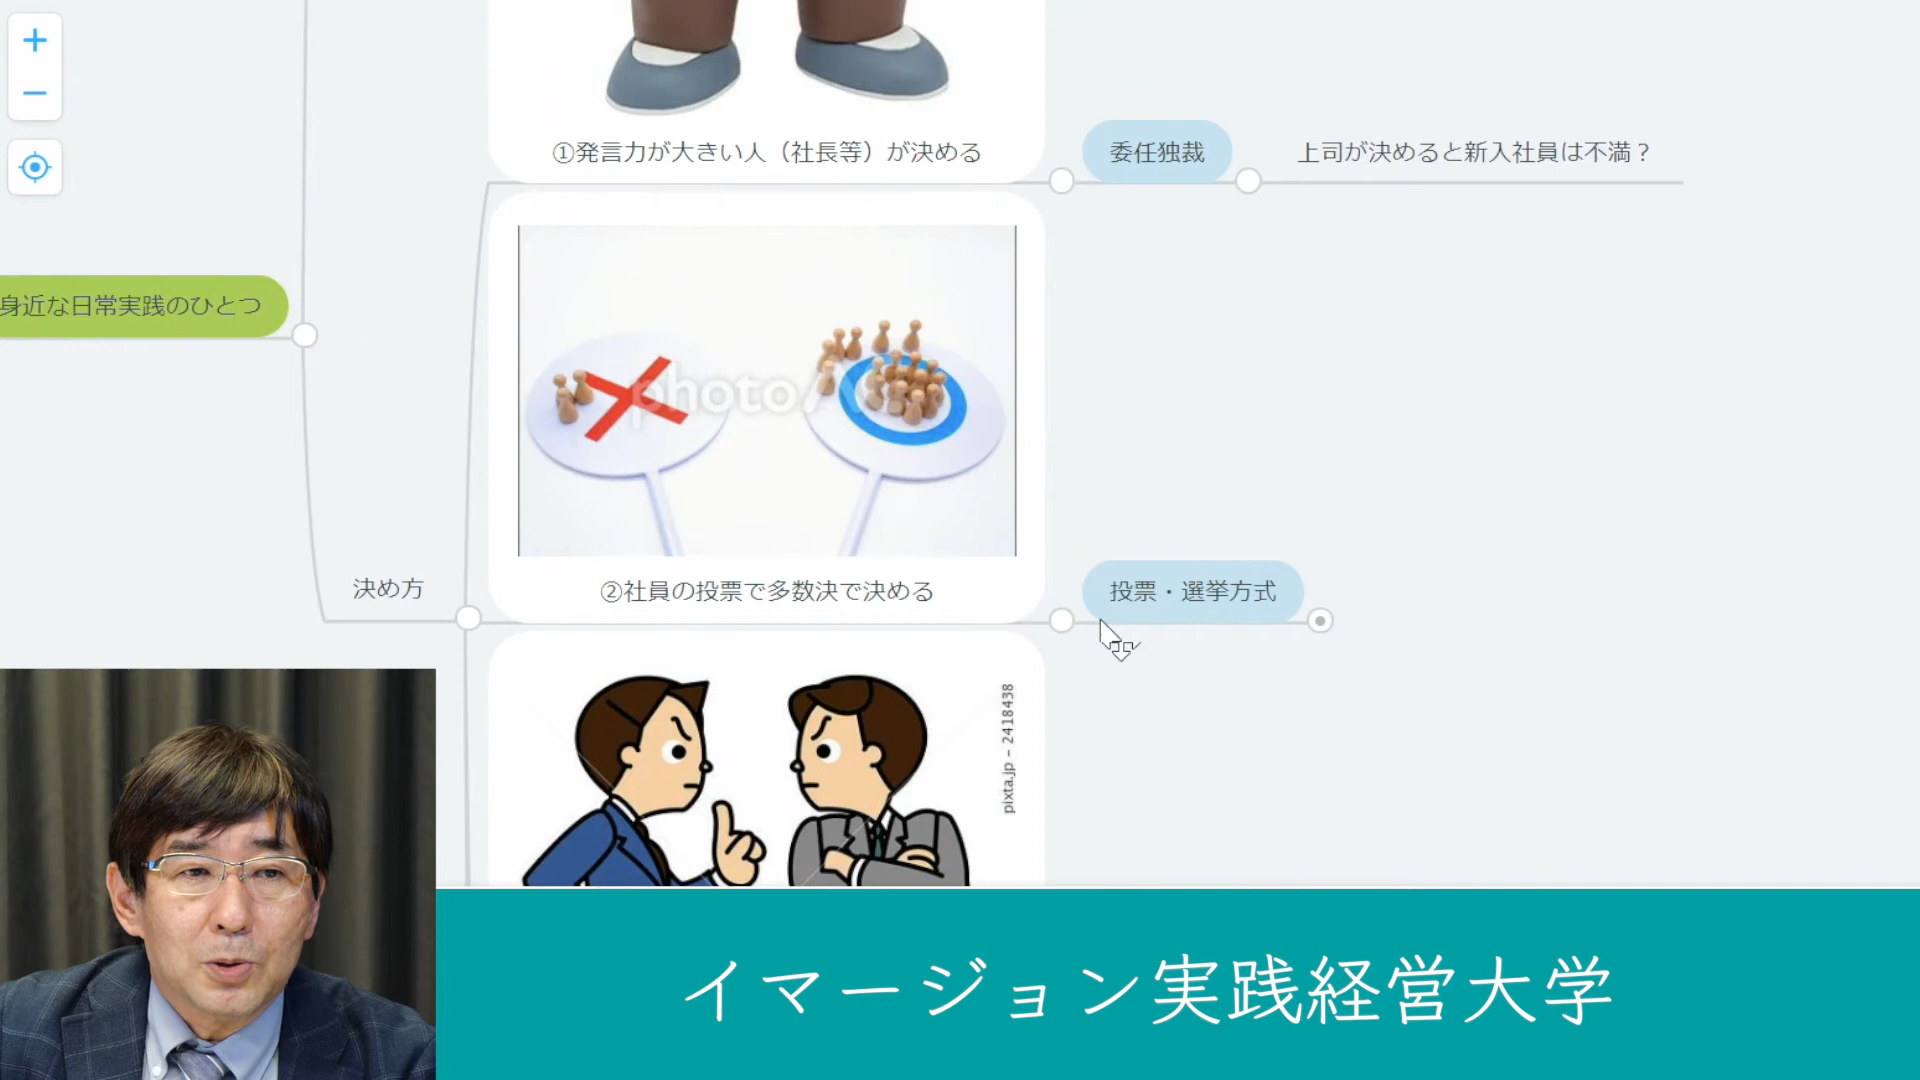 ①発言力が大きい人（社長等）が決める
委任独裁
上司が決めると新入社員は不満？
身近な日常実践のひとつ
photo
決め方
②社員の投票で多数決で決める
投票・選挙方式
pixta.jp - 2418438
イマージョン実践経営大学